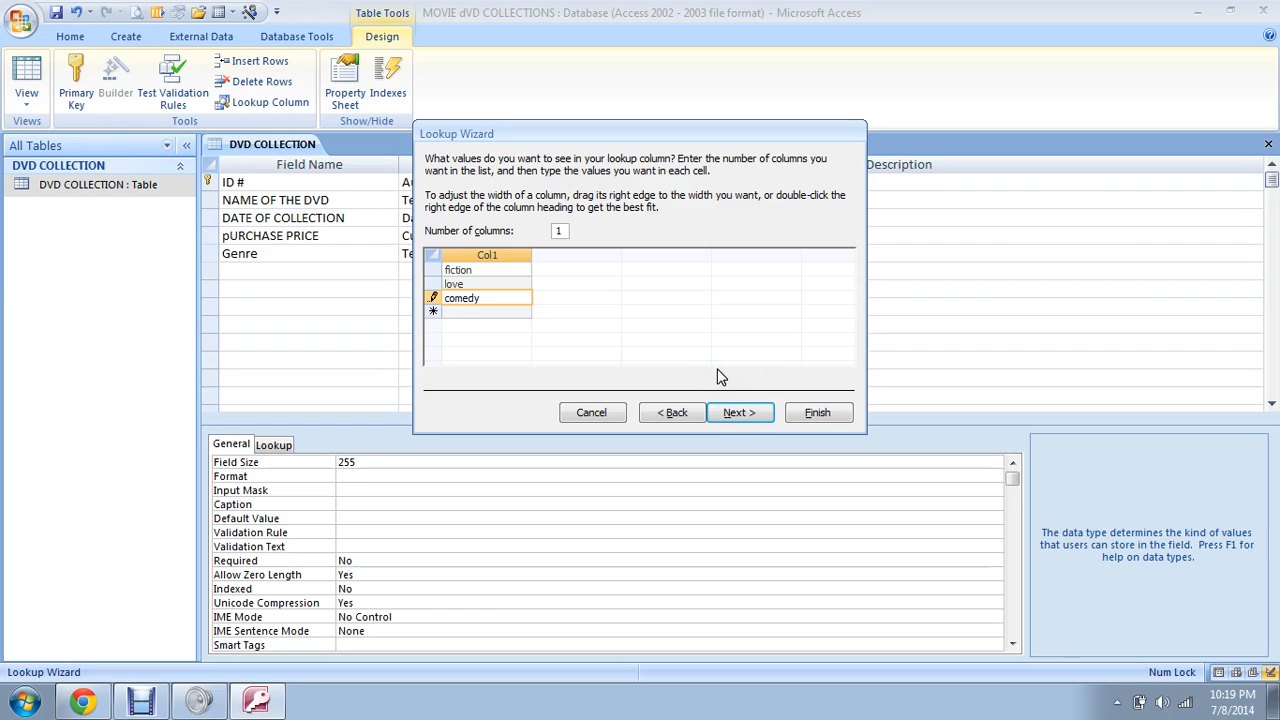 Table Tools
MOVIE dVD COLLECTIONS : Database (Access 2002 - 2003 file format) - Microsoft Access
Home
Create
External Data
Database Tools
Design
View
Primary Key
Builder
Test Validation Rules
Insert Rows
Delete Rows
Lookup Column
Property Sheet
Indexes
Views
Tools
Show/Hide
All Tables
DVD COLLECTION
DVD COLLECTION : Table
DVD COLLECTION
Field Name
Description
ID #
NAME OF THE DVD
DATE OF COLLECTION
pURCHASE PRICE
Genre
Lookup Wizard
What values do you want to see in your lookup column? Enter the number of columns you
want in the list, and then type the values you want in each cell.
To adjust the width of a column, drag its right edge to the width you want, or double-click the
right edge of the column heading to get the best fit.
Number of columns: 1
Col1
fiction
love
comedy
Cancel
< Back
Next >
Finish
General
Lookup
Field Size 255
Format
Input Mask
Caption
Default Value
Validation Rule
Validation Text
Required No
Allow Zero Length Yes
Indexed No
Unicode Compression Yes
IME Mode No Control
IME Sentence Mode None
Smart Tags
The data type determines the kind of values
that users can store in the field. Press F1 for
help on data types.
Lookup Wizard
Num Lock
10:19 PM
7/8/2014